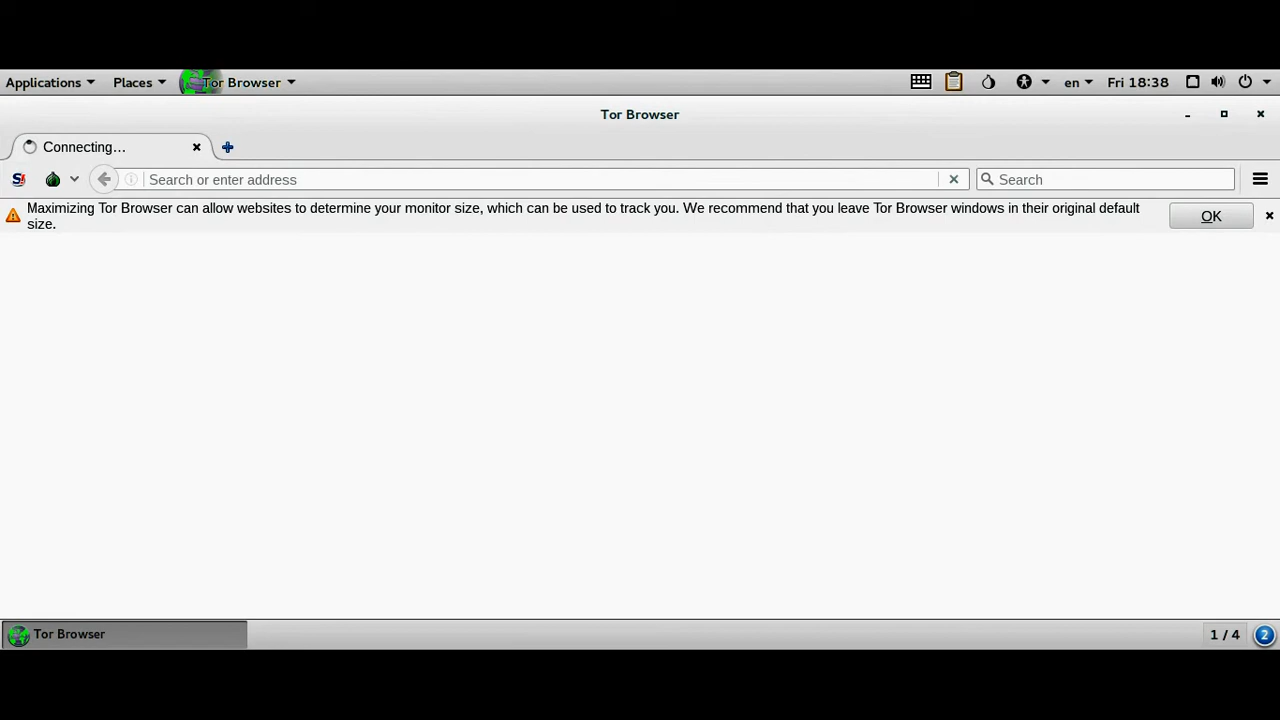 Applications Places Tor Browser en Fri 18:38
Tor Browser
Connecting…
S! Search or enter address Search
Maximizing Tor Browser can allow websites to determine your monitor size, which can be used to track you. We recommend that you leave Tor Browser windows in their original default
size.
OK
Tor Browser 1 / 4 2